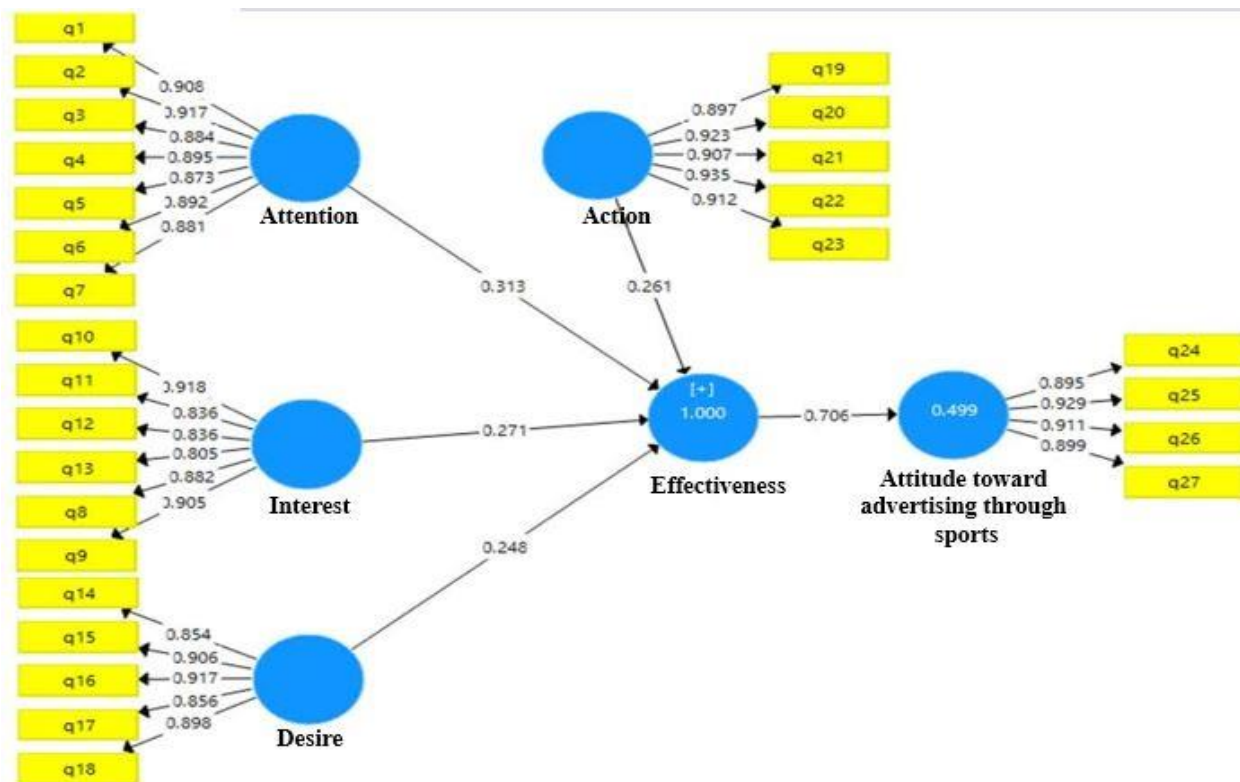 q1
q2
q3
q4
q5
q6
q7
0.908
0.917
0.884
0.895
0.873
0.892
0.881
Attention
q10
q11
q12
q13
q8
q9
0.918
0.836
0.836
0.805
0.882
0.905
Interest
q14
q15
q16
q17
q18
0.854
0.906
0.917
0.856
0.898
Desire
Action
0.897
0.923
0.907
0.935
0.912
q19
q20
q21
q22
q23
0.313
0.261
0.271
0.248
[+]
1.000
Effectiveness
0.706
0.499
Attitude toward
advertising through
sports
0.895
0.929
0.911
0.899
q24
q25
q26
q27